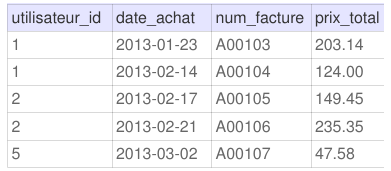 utilisateur_id date_achat num_facture prix_total
1 2013-01-23 A00103 203.14
1 2013-02-14 A00104 124.00
2 2013-02-17 A00105 149.45
2 2013-02-21 A00106 235.35
5 2013-03-02 A00107 47.58